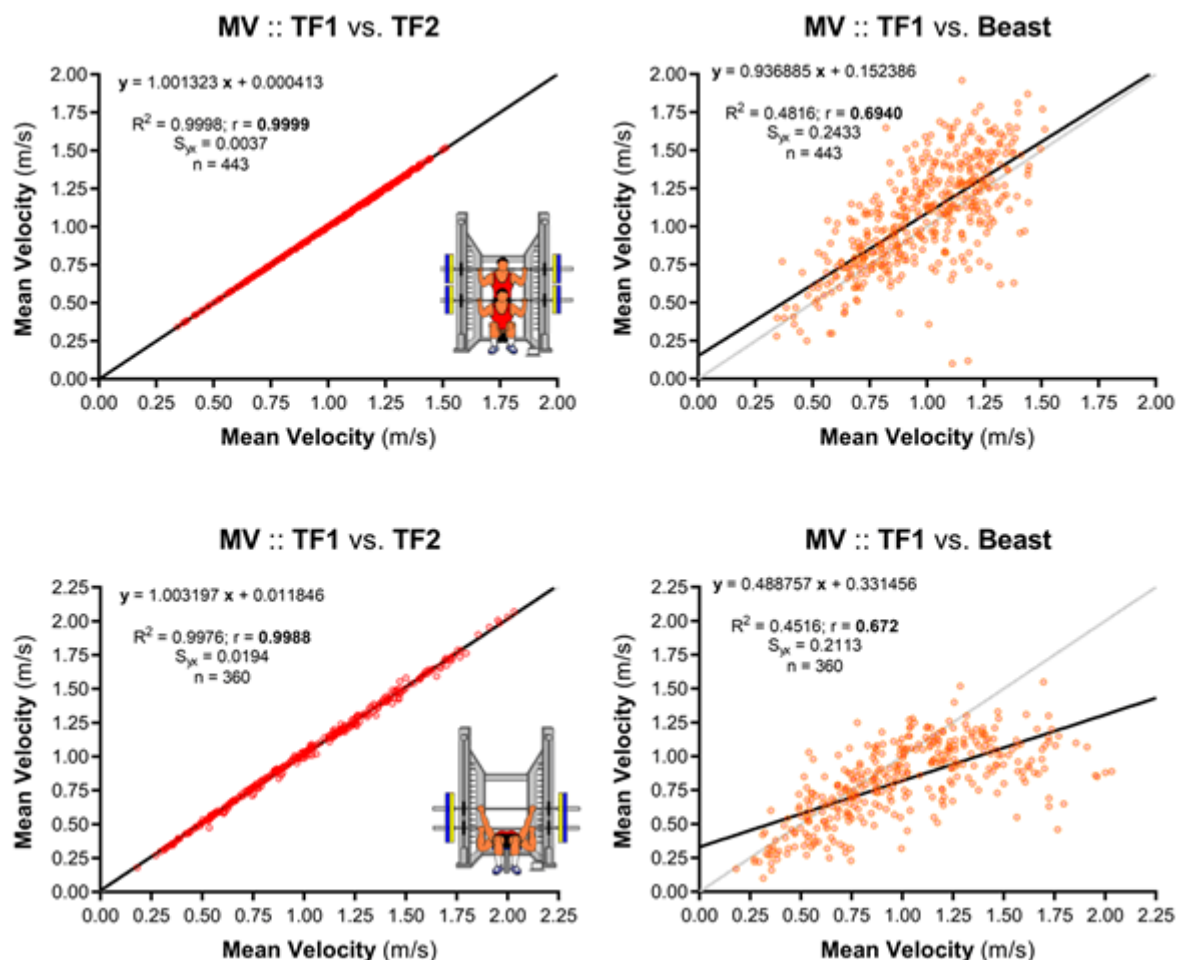 MV :: TF1 vs. TF2
y = 1.001323 x + 0.000413
R² = 0.9998; r = 0.9999
Syx = 0.0037
n = 443
Mean Velocity (m/s)
2.00
1.75
1.50
1.25
1.00
0.75
0.50
0.25
0.00
0.00 0.25 0.50 0.75 1.00 1.25 1.50 1.75 2.00
Mean Velocity (m/s)
MV :: TF1 vs. Beast
y = 0.936885 x + 0.152386
R² = 0.4816; r = 0.6940
Syx = 0.2433
n = 443
Mean Velocity (m/s)
2.00
1.75
1.50
1.25
1.00
0.75
0.50
0.25
0.00
0.00 0.25 0.50 0.75 1.00 1.25 1.50 1.75 2.00
Mean Velocity (m/s)
MV :: TF1 vs. TF2
y = 1.003197 x + 0.011846
R² = 0.9976; r = 0.9988
Syx = 0.0194
n = 360
Mean Velocity (m/s)
2.25
2.00
1.75
1.50
1.25
1.00
0.75
0.50
0.25
0.00
0.00 0.25 0.50 0.75 1.00 1.25 1.50 1.75 2.00 2.25
Mean Velocity (m/s)
MV :: TF1 vs. Beast
y = 0.488757 x + 0.331456
R² = 0.4516; r = 0.672
Syx = 0.2113
n = 360
Mean Velocity (m/s)
2.25
2.00
1.75
1.50
1.25
1.00
0.75
0.50
0.25
0.00
0.00 0.25 0.50 0.75 1.00 1.25 1.50 1.75 2.00 2.25
Mean Velocity (m/s)